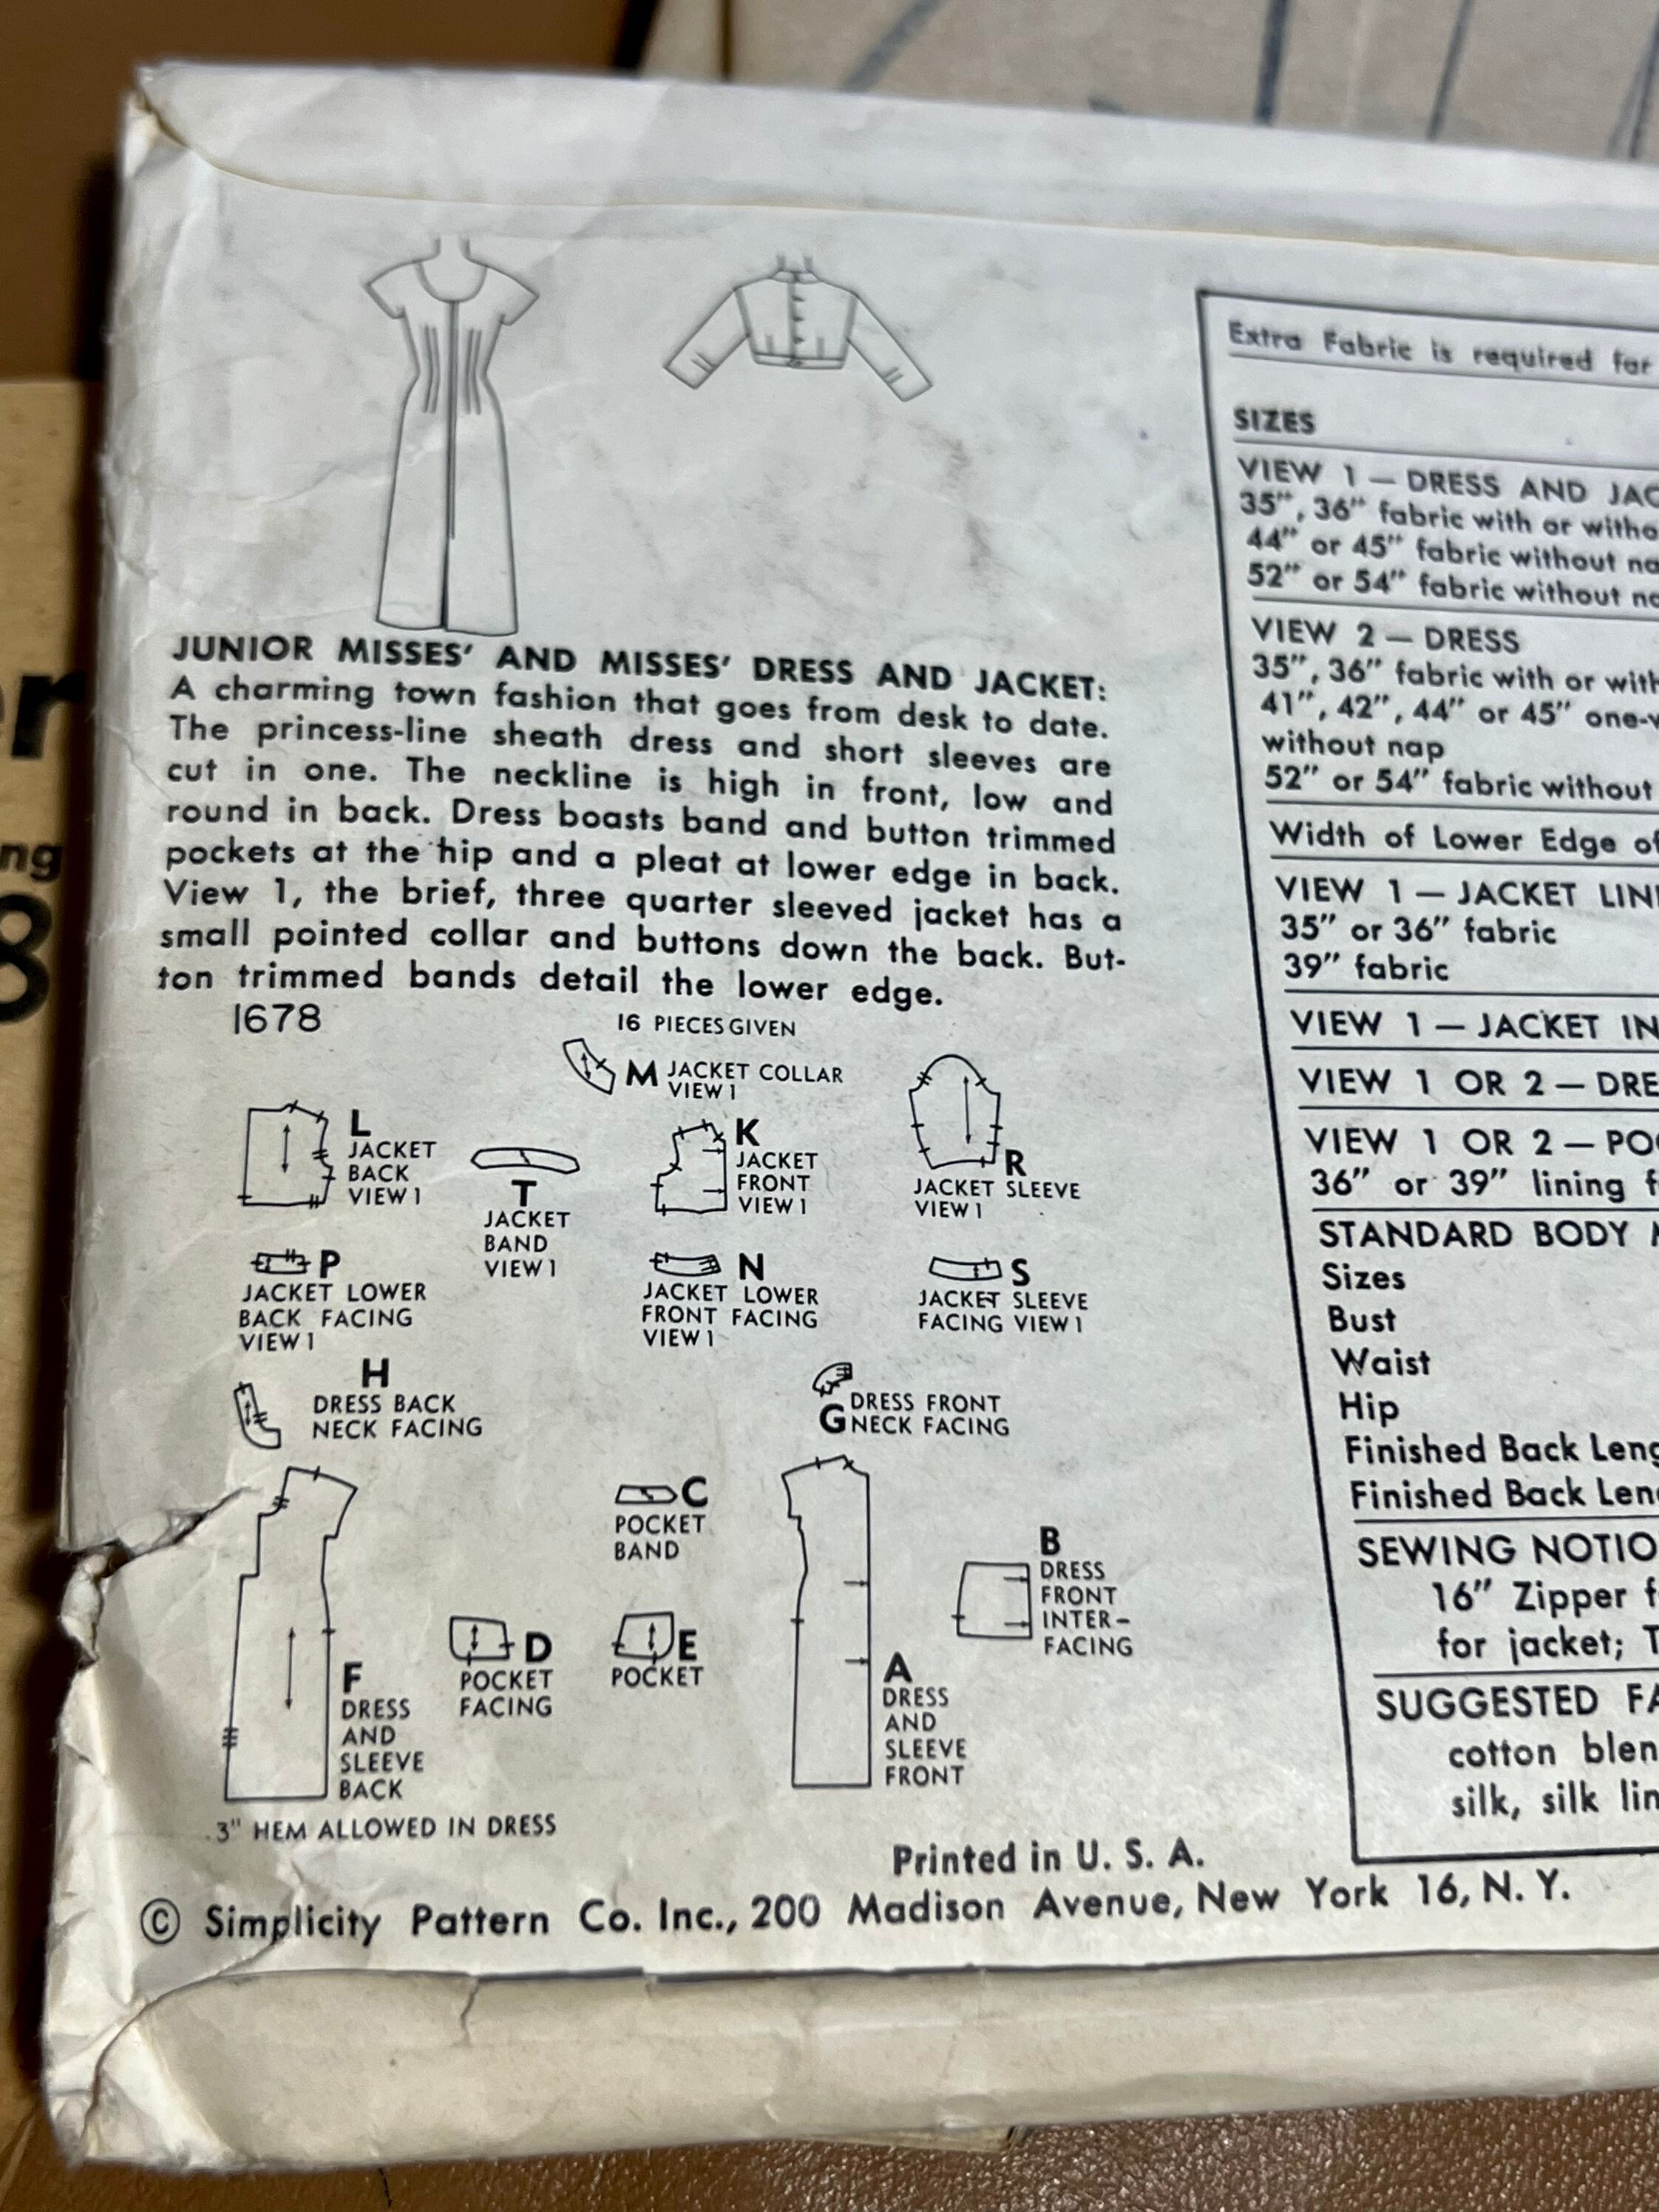 JUNIOR MISSES' AND MISSES' DRESS AND JACKET:
A charming town fashion that goes from desk to date.
The princess-line sheath dress and short sleeves are
cut in one. The neckline is high in front, low and
round in back. Dress boasts band and button trimmed
pockets at the hip and a pleat at lower edge in back.
View 1, the brief, three quarter sleeved jacket has a
small pointed collar and buttons down the back. But-
ton trimmed bands detail the lower edge.
1678
16 PIECES GIVEN
M JACKET COLLAR
VIEW 1
L
JACKET
BACK
VIEW 1
T
JACKET
BAND
VIEW 1
K
JACKET
FRONT
VIEW 1
R
JACKET SLEEVE
VIEW 1
P
JACKET LOWER
BACK FACING
VIEW 1
N
JACKET LOWER
FRONT FACING
VIEW 1
S
JACKET SLEEVE
FACING VIEW 1
H
DRESS BACK
NECK FACING
G
DRESS FRONT
NECK FACING
C
POCKET
BAND
B
DRESS
FRONT
INTER-
FACING
F
DRESS
AND
SLEEVE
BACK
D
POCKET
FACING
E
POCKET
A
DRESS
AND
SLEEVE
FRONT
3" HEM ALLOWED IN DRESS
Printed in U. S. A.
© Simplicity Pattern Co. Inc., 200 Madison Avenue, New York 16, N. Y.
Extra Fabric is required for
SIZES
VIEW 1 — DRESS AND JAC
35", 36" fabric with or witho
44" or 45" fabric without na
52" or 54" fabric without na
VIEW 2 — DRESS
35", 36" fabric with or with
41", 42", 44" or 45" one-w
without nap
52" or 54" fabric without
Width of Lower Edge of
VIEW 1 — JACKET LINI
35" or 36" fabric
39" fabric
VIEW 1 — JACKET IN
VIEW 1 OR 2 — DRE
VIEW 1 OR 2 — POC
36" or 39" lining f
STANDARD BODY M
Sizes
Bust
Waist
Hip
Finished Back Leng
Finished Back Len
SEWING NOTIO
16" Zipper f
for jacket; T
SUGGESTED FA
cotton blen
silk, silk lin
er
ng
8